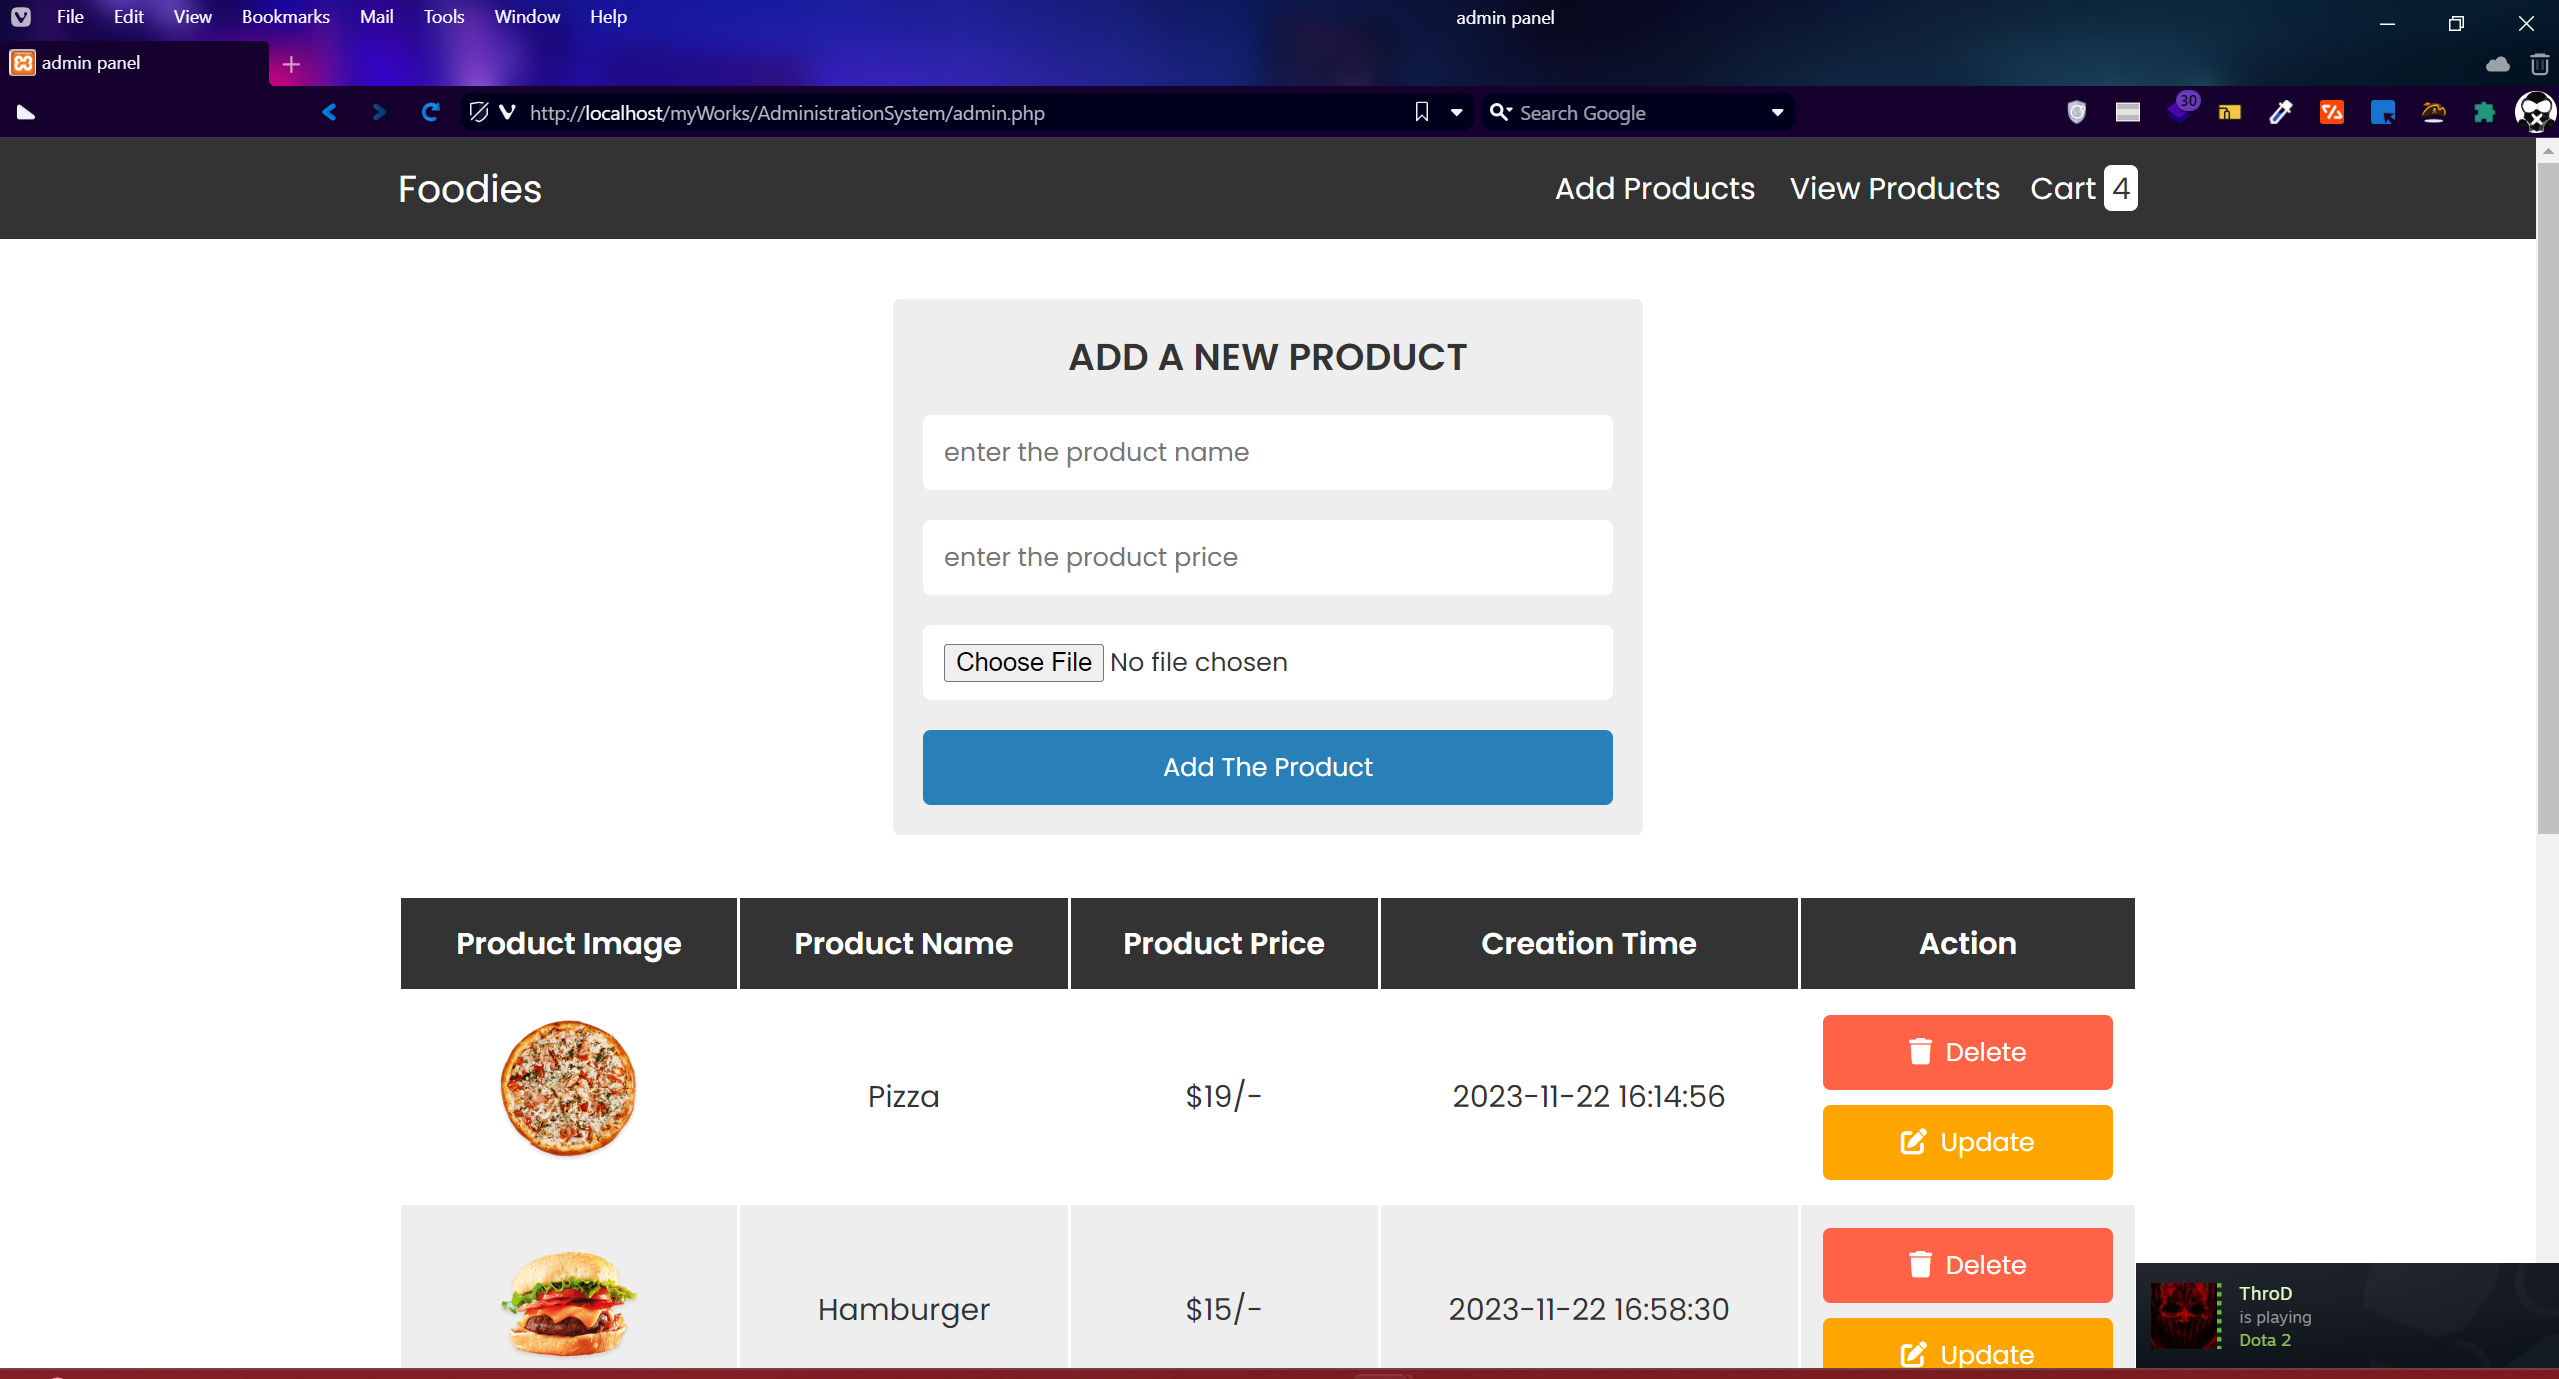 File Edit View Bookmarks Mail Tools Window Help
admin panel
admin panel
http://localhost/myWorks/AdministrationSystem/admin.php
Search Google
30
Foodies
Add Products View Products Cart 4
ADD A NEW PRODUCT
enter the product name
enter the product price
Choose File No file chosen
Add The Product
Product Image Product Name Product Price Creation Time Action
Pizza $19/- 2023-11-22 16:14:56
Delete
Update
Hamburger $15/- 2023-11-22 16:58:30
Delete
Update
ThroD
is playing
Dota 2